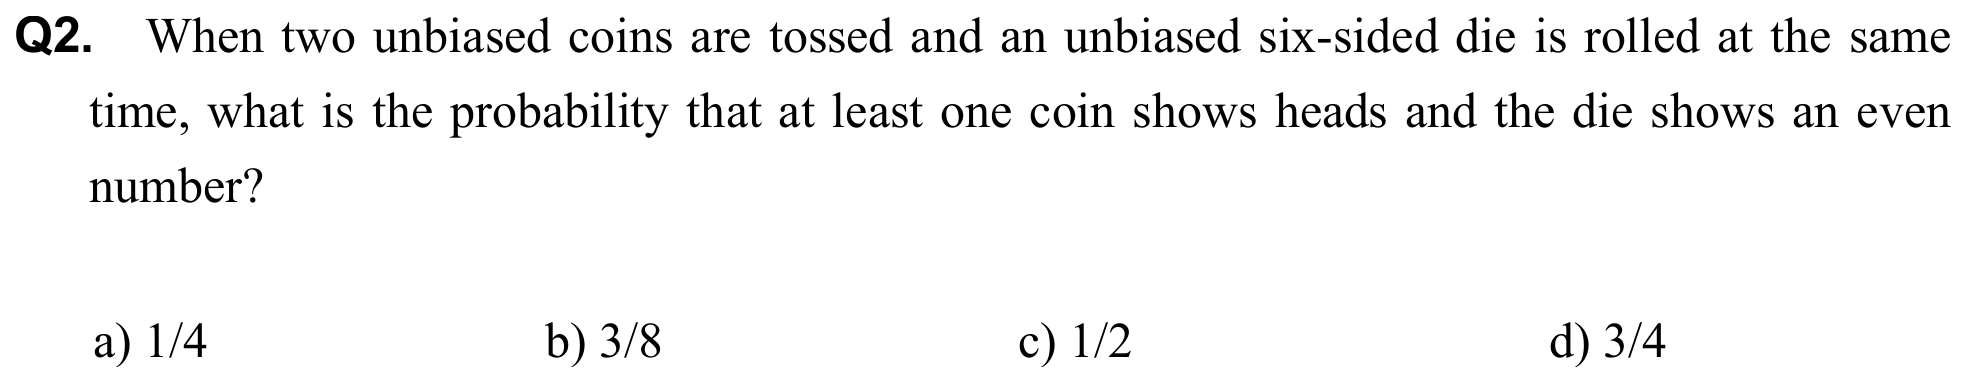 Q2. When two unbiased coins are tossed and an unbiased six-sided die is rolled at the same
time, what is the probability that at least one coin shows heads and the die shows an even
number?
a) 1/4 b) 3/8 c) 1/2 d) 3/4